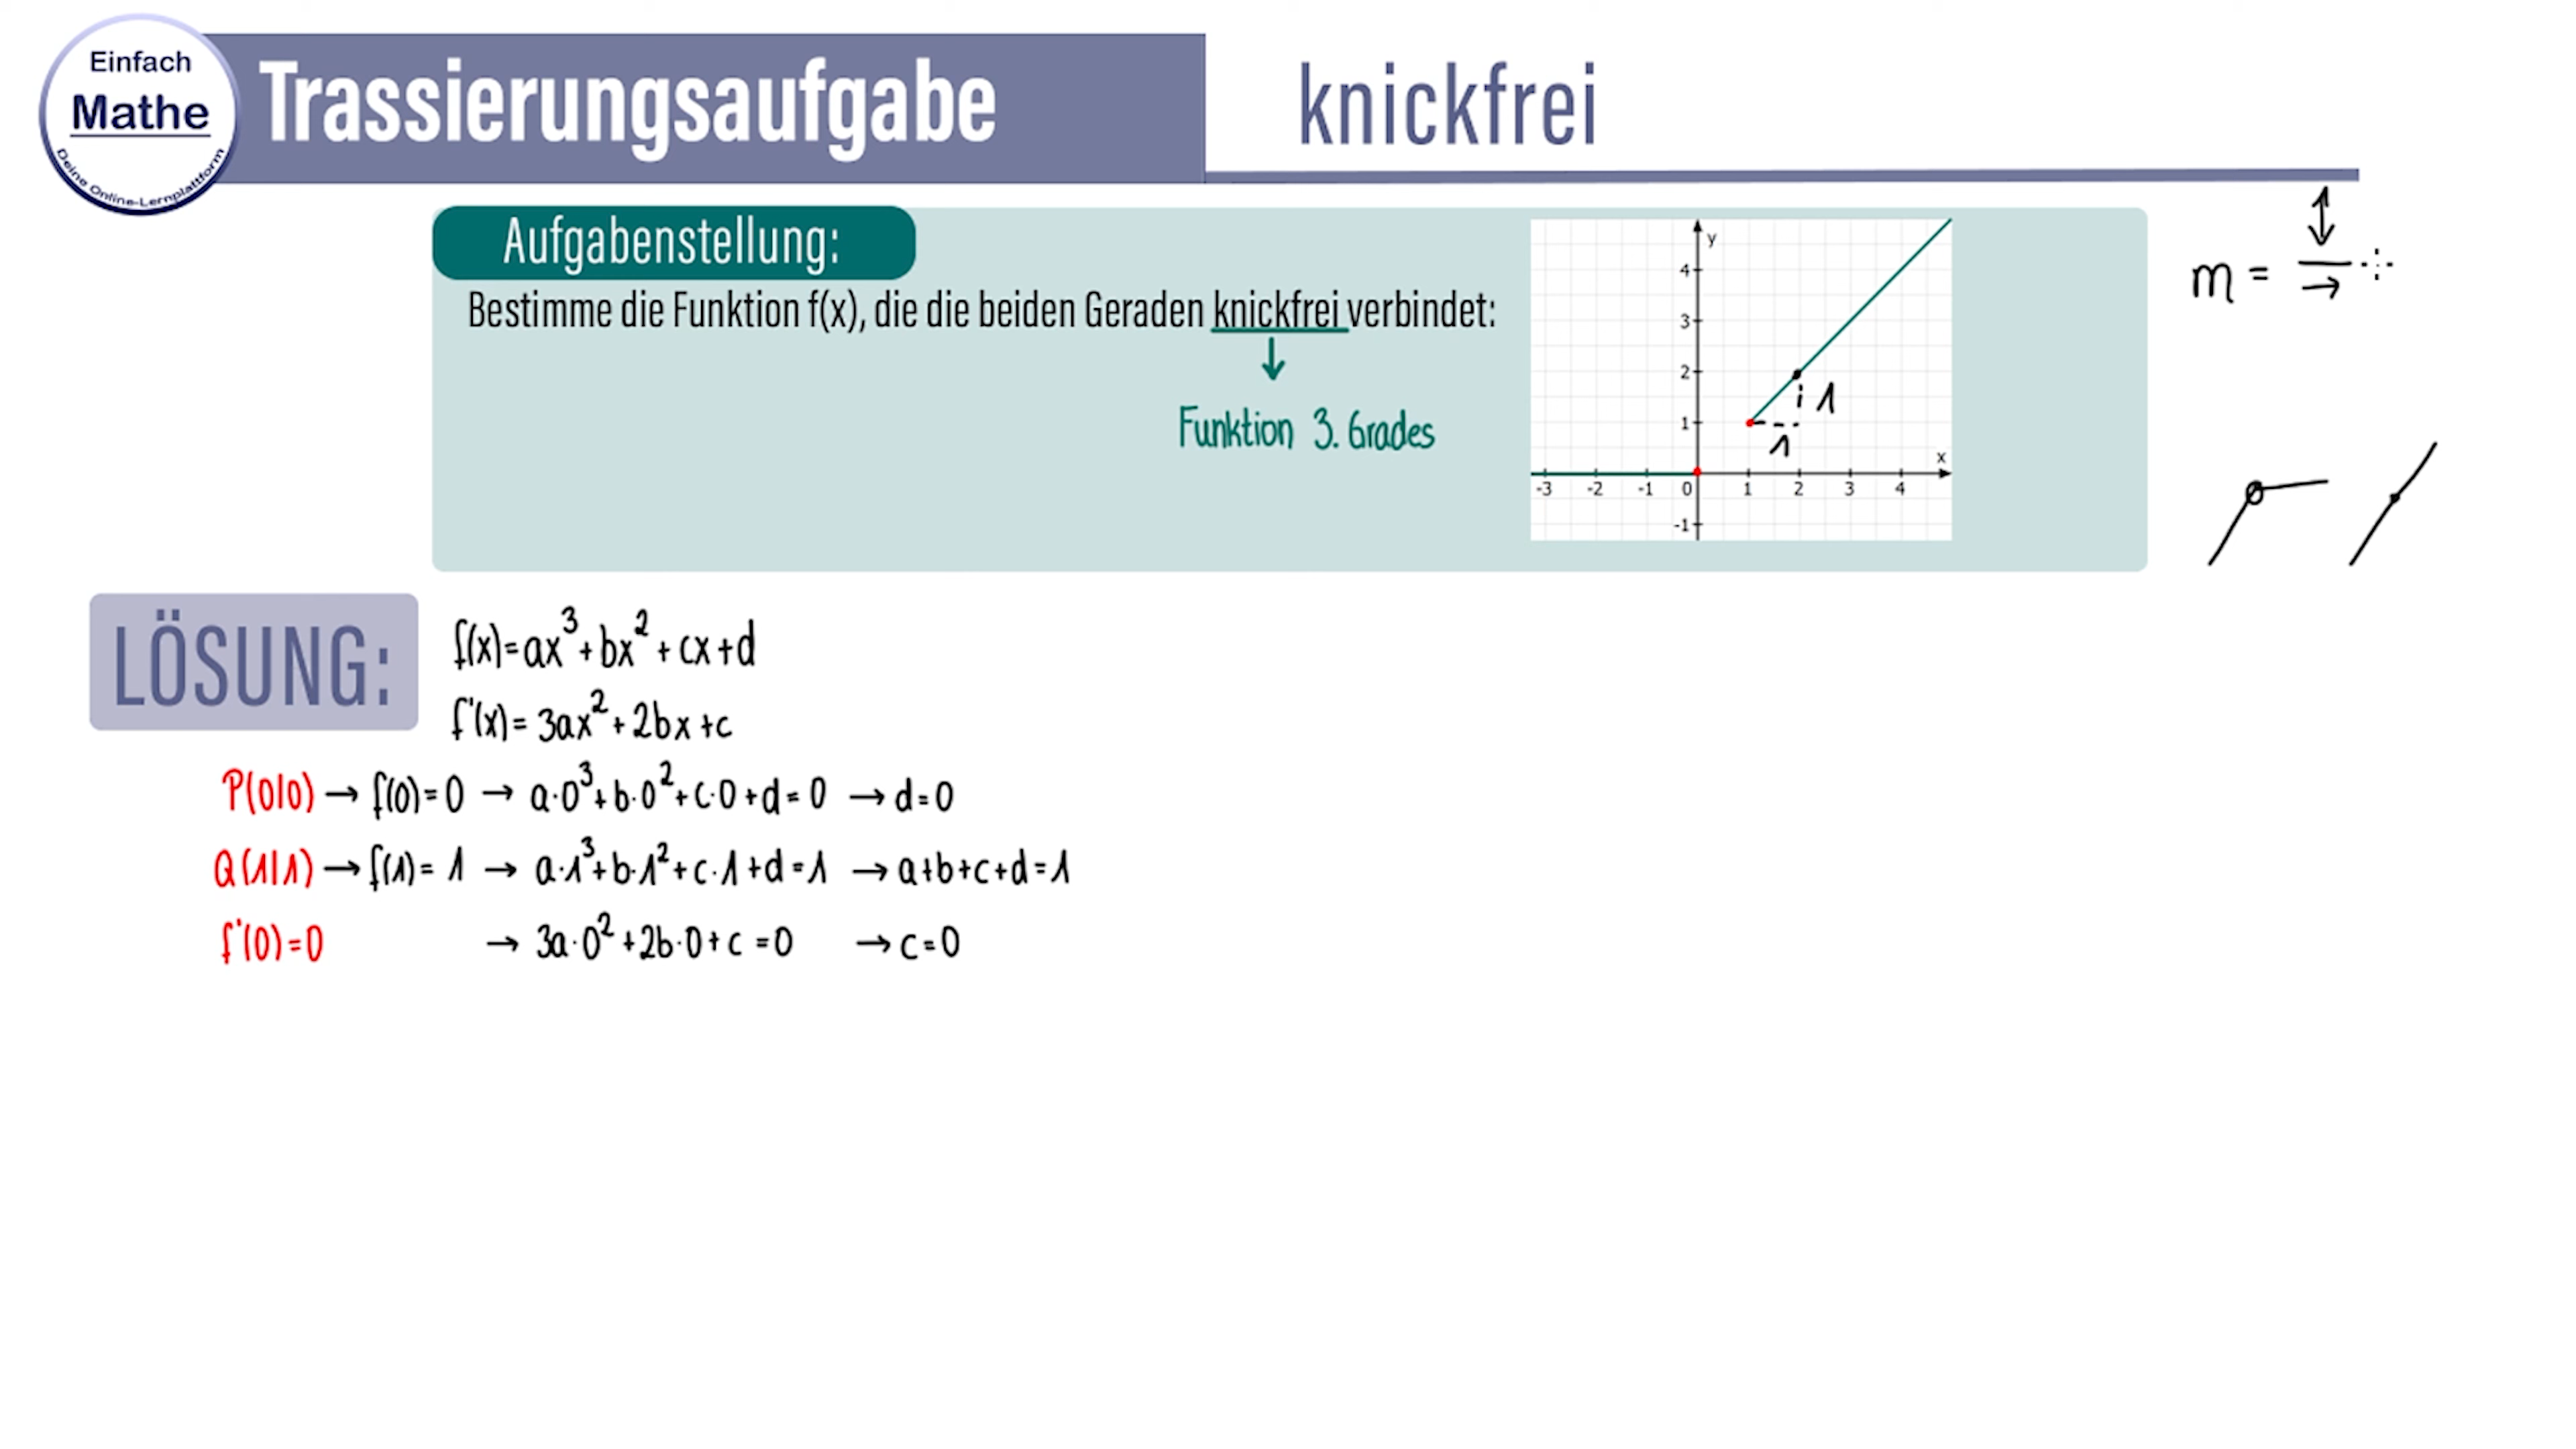 Einfach
Mathe
Deine Online-Lernplattform
Trassierungsaufgabe
knickfrei
Aufgabenstellung:
Bestimme die Funktion f(x), die die beiden Geraden knickfrei verbindet:
↓
Funktion 3. Grades
y
4
3
2
1
-1
-3 -2 -1 0 1 2 3 4
x
1
1
m = ↕ / →
LÖSUNG:
f(x)=ax³+bx²+cx+d
f'(x)=3ax²+2bx+c
P(0|0) → f(0)=0 → a·0³+b·0²+c·0+d=0 → d=0
Q(1|1) → f(1)=1 → a·1³+b·1²+c·1+d=1 → a+b+c+d=1
f'(0)=0 → 3a·0²+2b·0+c=0 → c=0